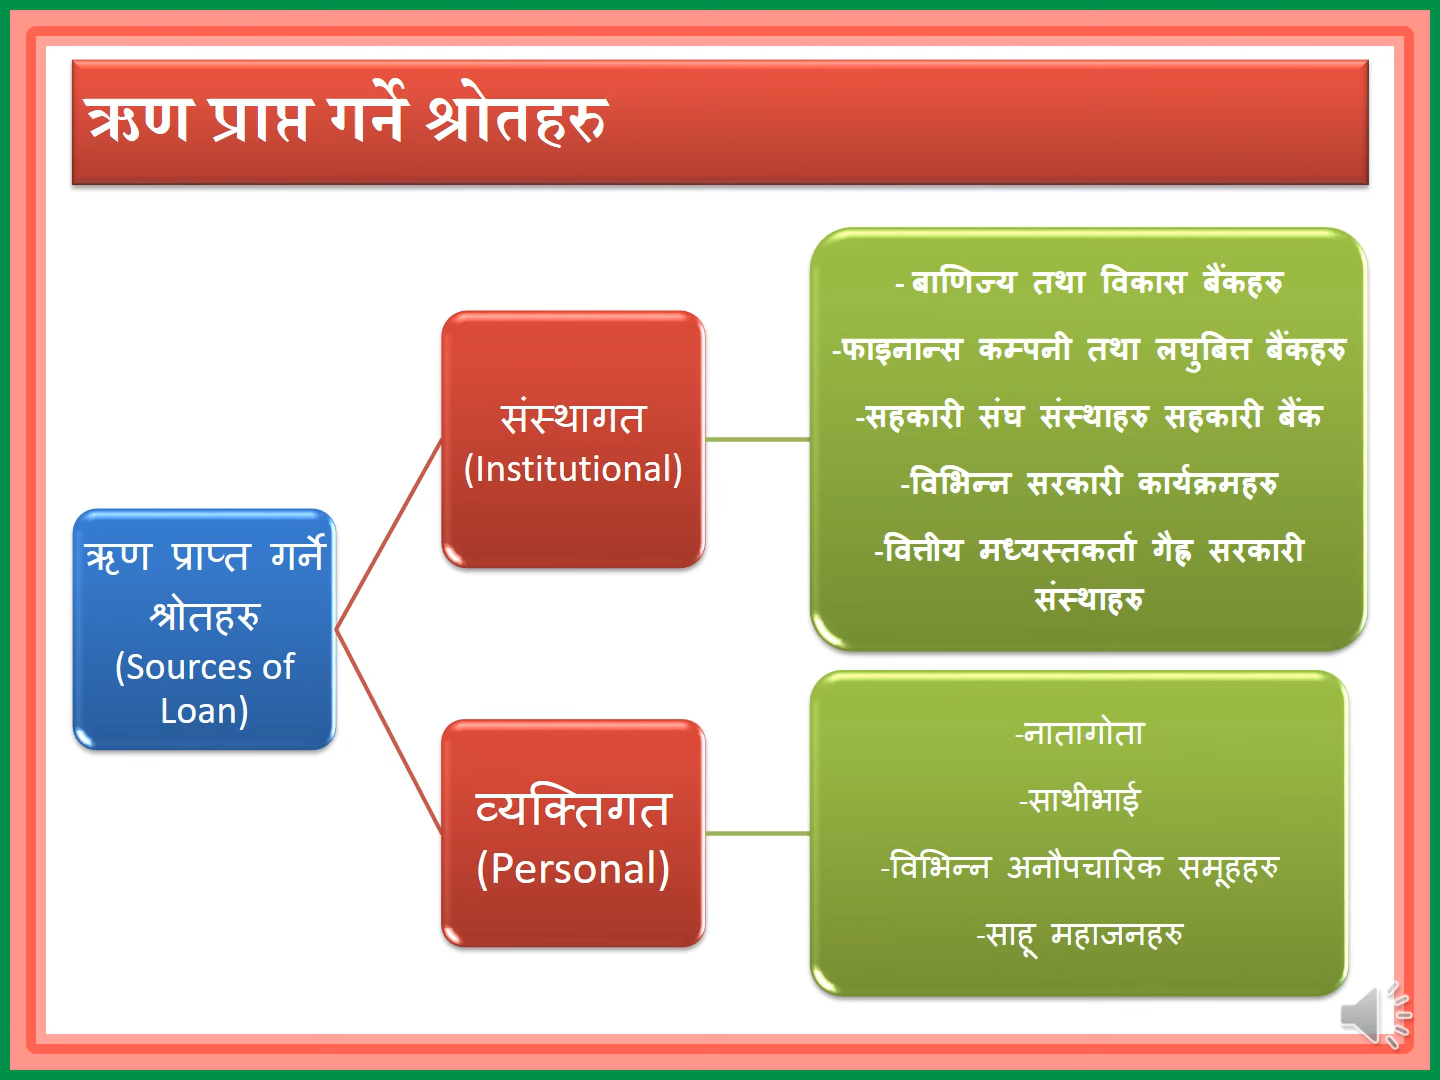 ऋण प्राप्त गर्ने श्रोतहरु
ऋण प्राप्त गर्ने
श्रोतहरु
(Sources of
Loan)
संस्थागत
(Institutional)
- बाणिज्य तथा विकास बैंकहरु
-फाइनान्स कम्पनी तथा लघुबित्त बैंकहरु
-सहकारी संघ संस्थाहरु सहकारी बैंक
-विभिन्न सरकारी कार्यक्रमहरु
-वित्तीय मध्यस्तकर्ता गैह्र सरकारी
संस्थाहरु
व्यक्तिगत
(Personal)
-नातागोता
-साथीभाई
-विभिन्न अनौपचारिक समूहहरु
-साहू महाजनहरु